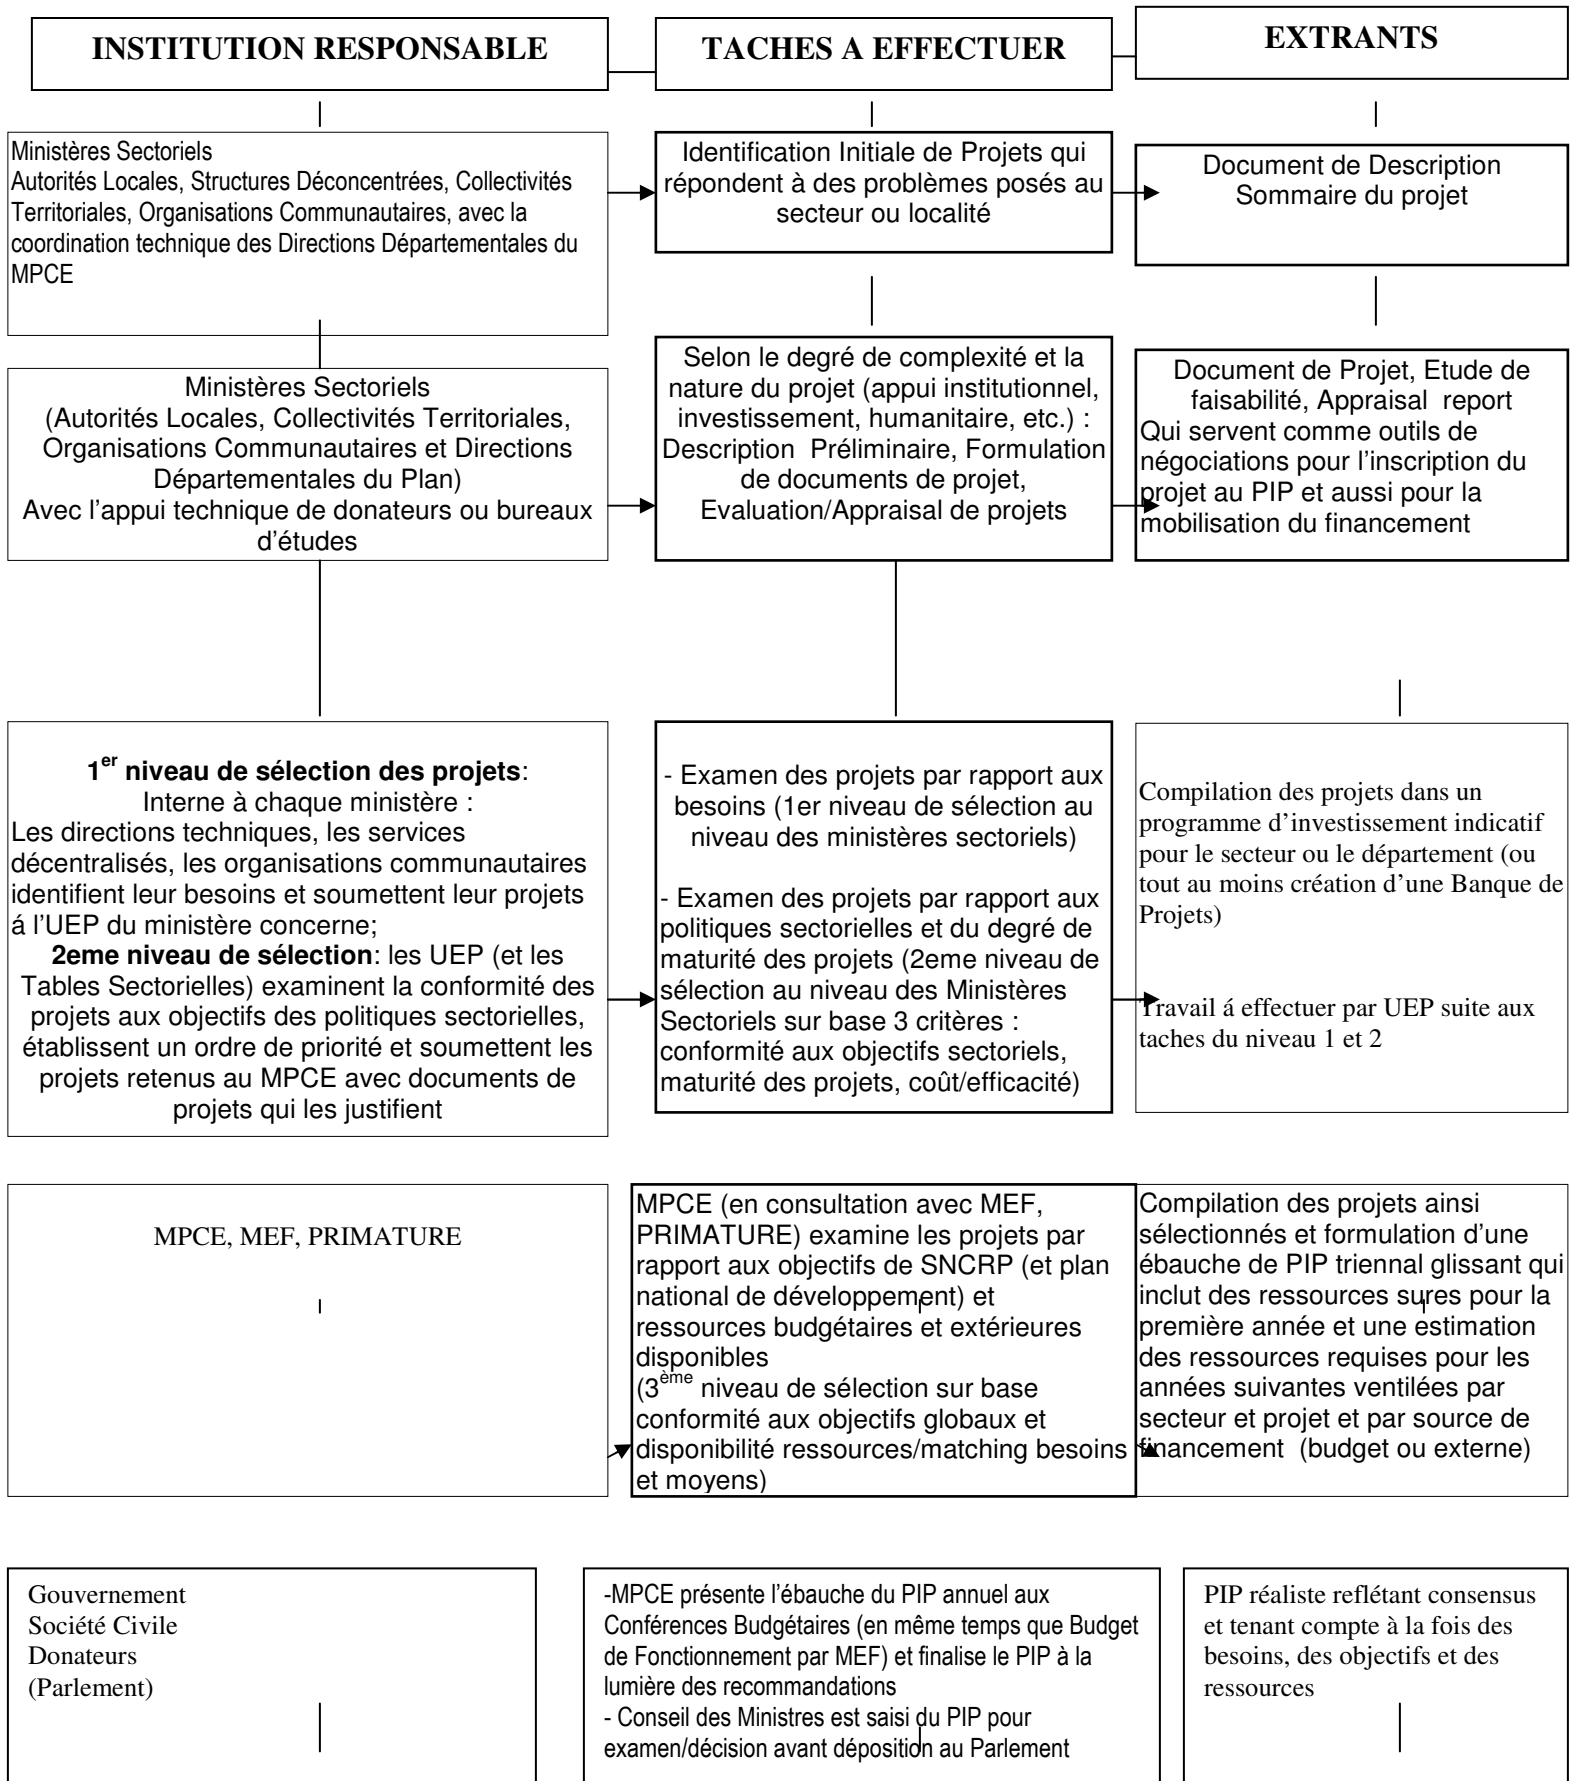 INSTITUTION RESPONSABLE
TACHES A EFFECTUER
EXTRANTS
Ministères Sectoriels
Autorités Locales, Structures Déconcentrées, Collectivités
Territoriales, Organisations Communautaires, avec la
coordination technique des Directions Départementales du
MPCE
Identification Initiale de Projets qui
répondent à des problèmes posés au
secteur ou localité
Document de Description
Sommaire du projet
Ministères Sectoriels
(Autorités Locales, Collectivités Territoriales,
Organisations Communautaires et Directions
Départementales du Plan)
Avec l'appui technique de donateurs ou bureaux
d'études
Selon le degré de complexité et la
nature du projet (appui institutionnel,
investissement, humanitaire, etc.) :
Description Préliminaire, Formulation
de documents de projet,
Evaluation/Appraisal de projets
Document de Projet, Etude de
faisabilité, Appraisal report
Qui servent comme outils de
négociations pour l'inscription du
projet au PIP et aussi pour la
mobilisation du financement
1er niveau de sélection des projets:
Interne à chaque ministère :
Les directions techniques, les services
décentralisés, les organisations communautaires
identifient leur besoins et soumettent leur projets
á l'UEP du ministère concerne;
2eme niveau de sélection: les UEP (et les
Tables Sectorielles) examinent la conformité des
projets aux objectifs des politiques sectorielles,
établissent un ordre de priorité et soumettent les
projets retenus au MPCE avec documents de
projets qui les justifient
- Examen des projets par rapport aux
besoins (1er niveau de sélection au
niveau des ministères sectoriels)
- Examen des projets par rapport aux
politiques sectorielles et du degré de
maturité des projets (2eme niveau de
sélection au niveau des Ministères
Sectoriels sur base 3 critères :
conformité aux objectifs sectoriels,
maturité des projets, coût/efficacité)
Compilation des projets dans un
programme d'investissement indicatif
pour le secteur ou le département (ou
tout au moins création d'une Banque de
Projets)
Travail á effectuer par UEP suite aux
taches du niveau 1 et 2
MPCE, MEF, PRIMATURE
MPCE (en consultation avec MEF,
PRIMATURE) examine les projets par
rapport aux objectifs de SNCRP (et plan
national de développement) et
ressources budgétaires et extérieures
disponibles
(3ème niveau de sélection sur base
conformité aux objectifs globaux et
disponibilité ressources/matching besoins
et moyens)
Compilation des projets ainsi
sélectionnés et formulation d'une
ébauche de PIP triennal glissant qui
inclut des ressources sures pour la
première année et une estimation
des ressources requises pour les
années suivantes ventilées par
secteur et projet et par source de
financement (budget ou externe)
Gouvernement
Société Civile
Donateurs
(Parlement)
-MPCE présente l'ébauche du PIP annuel aux
Conférences Budgétaires (en même temps que Budget
de Fonctionnement par MEF) et finalise le PIP à la
lumière des recommandations
- Conseil des Ministres est saisi du PIP pour
examen/décision avant déposition au Parlement
PIP réaliste reflétant consensus
et tenant compte à la fois des
besoins, des objectifs et des
ressources